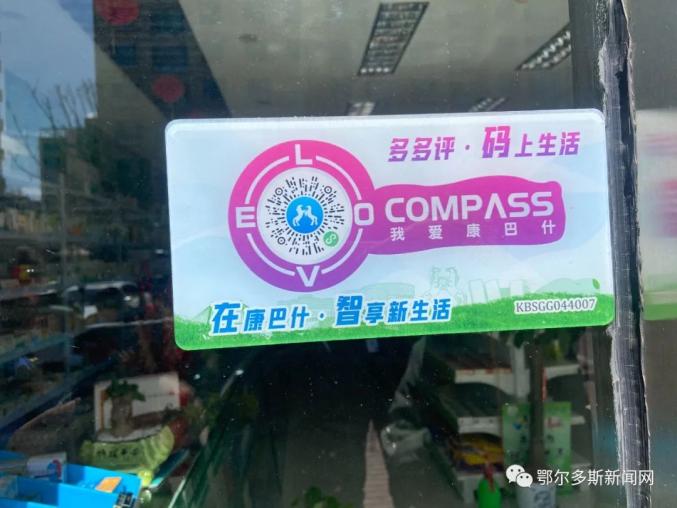 多多评·码上生活
L
E
O
V
COMPASS
我爱康巴什
在康巴什·智享新生活
KBSGG044007
鄂尔多斯新闻网